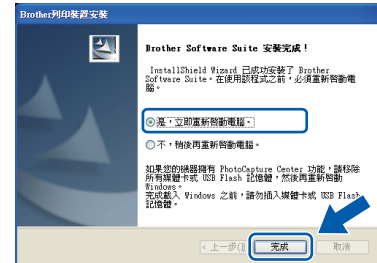 Brother列印裝置安裝
Brother Software Suite 安裝完成！
InstallShield Wizard 已成功安裝了 Brother
Software Suite。在使用該程式之前，必須重新啟動電
腦。
是，立即重新啟動電腦。
不，稍後再重新啟動電腦。
如果您的機器擁有 PhotoCapture Center 功能，請移除
所有媒體卡或 USB Flash 記憶體，然後再重新啟動
Windows。
完成載入 Windows 之前，請勿插入媒體卡或 USB Flash
記憶體。
< 上一步(B) 完成 取消